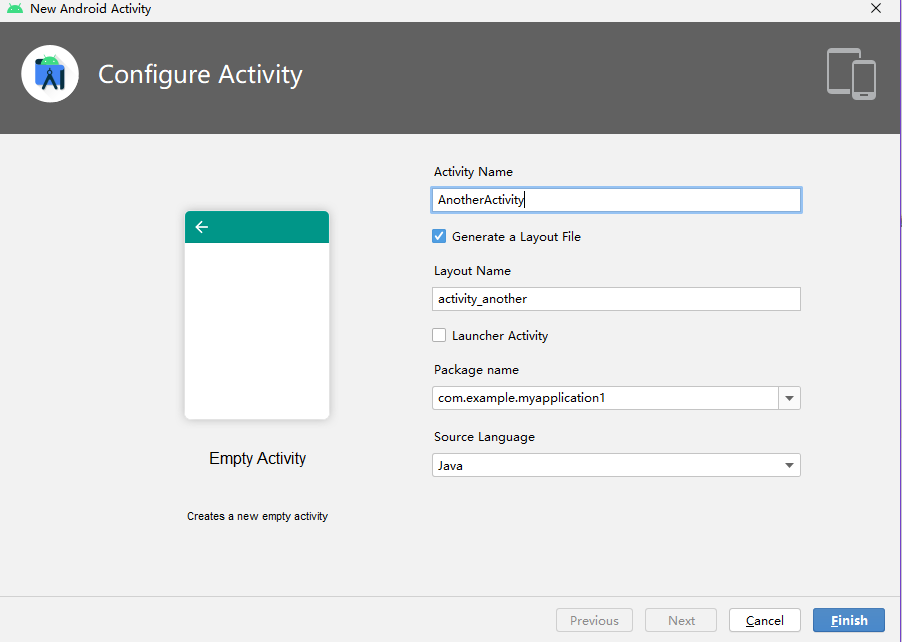 New Android Activity
Configure Activity
Activity Name
AnotherActivity
Generate a Layout File
Layout Name
activity_another
Launcher Activity
Package name
com.example.myapplication1
Source Language
Java
Empty Activity
Creates a new empty activity
Previous
Next
Cancel
Finish